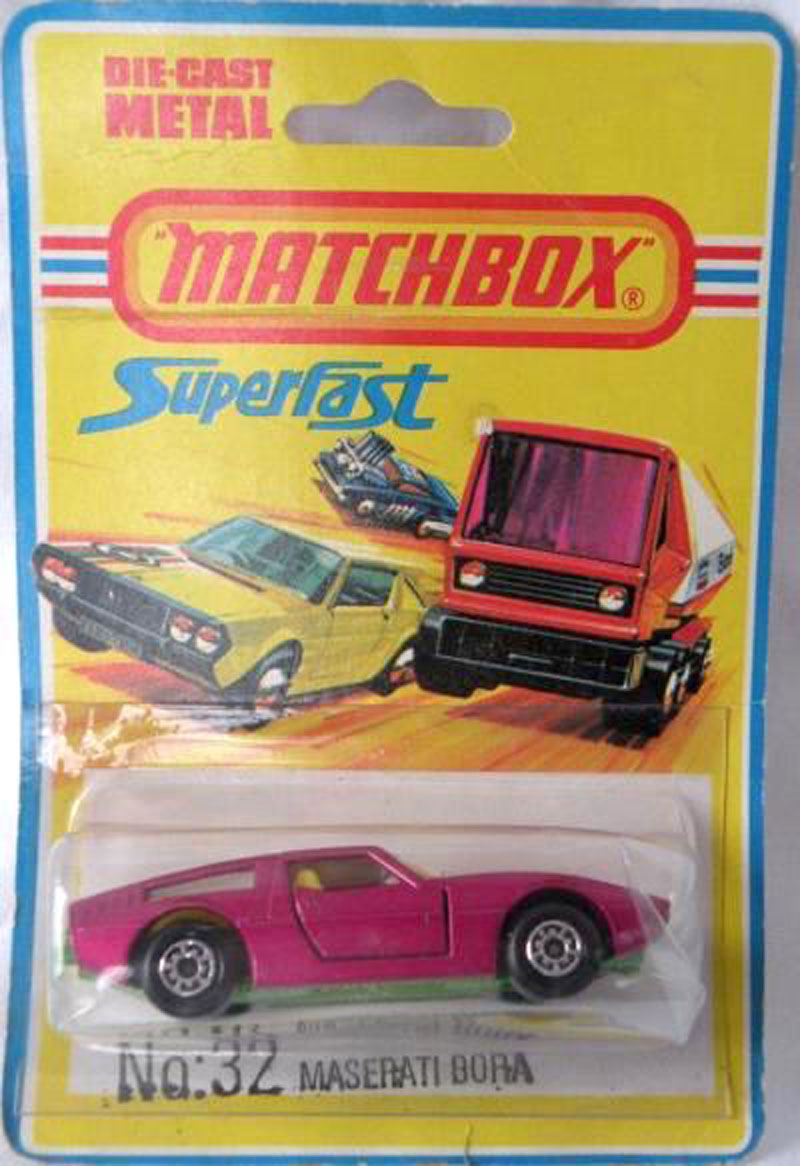 DIE-CAST
METAL
"MATCHBOX"®
Superfast
No:32 MASERATI BORA